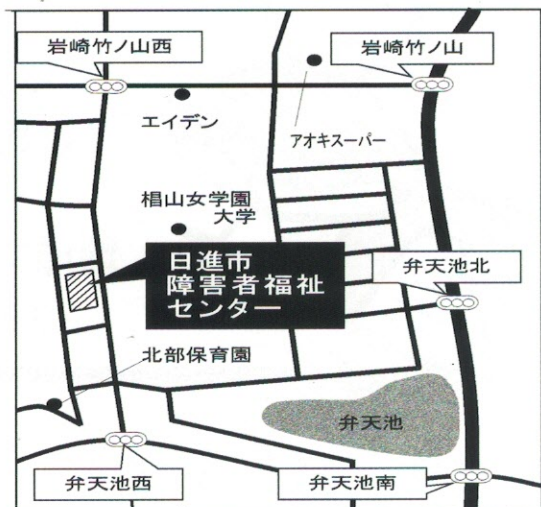 岩崎竹ノ山西
岩崎竹ノ山
エイデン
アオキスーパー
椙山女学園
大学
日進市
障害者福祉
センター
弁天池北
北部保育園
弁天池
弁天池西
弁天池南